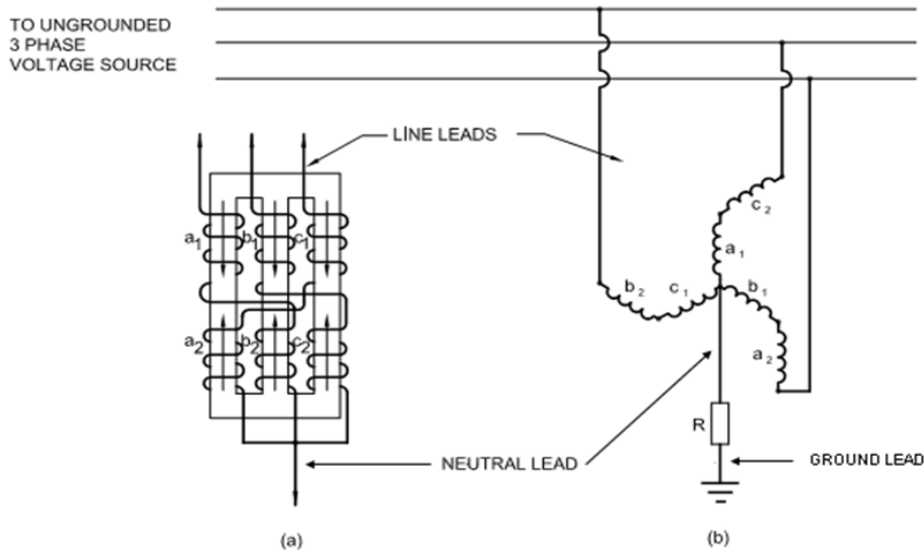 TO UNGROUNDED
3 PHASE
VOLTAGE SOURCE
LINE LEADS
a1
b1
c1
a2
b2
c2
c2
a1
b2
c1
b1
a2
R
NEUTRAL LEAD
GROUND LEAD
(a)
(b)